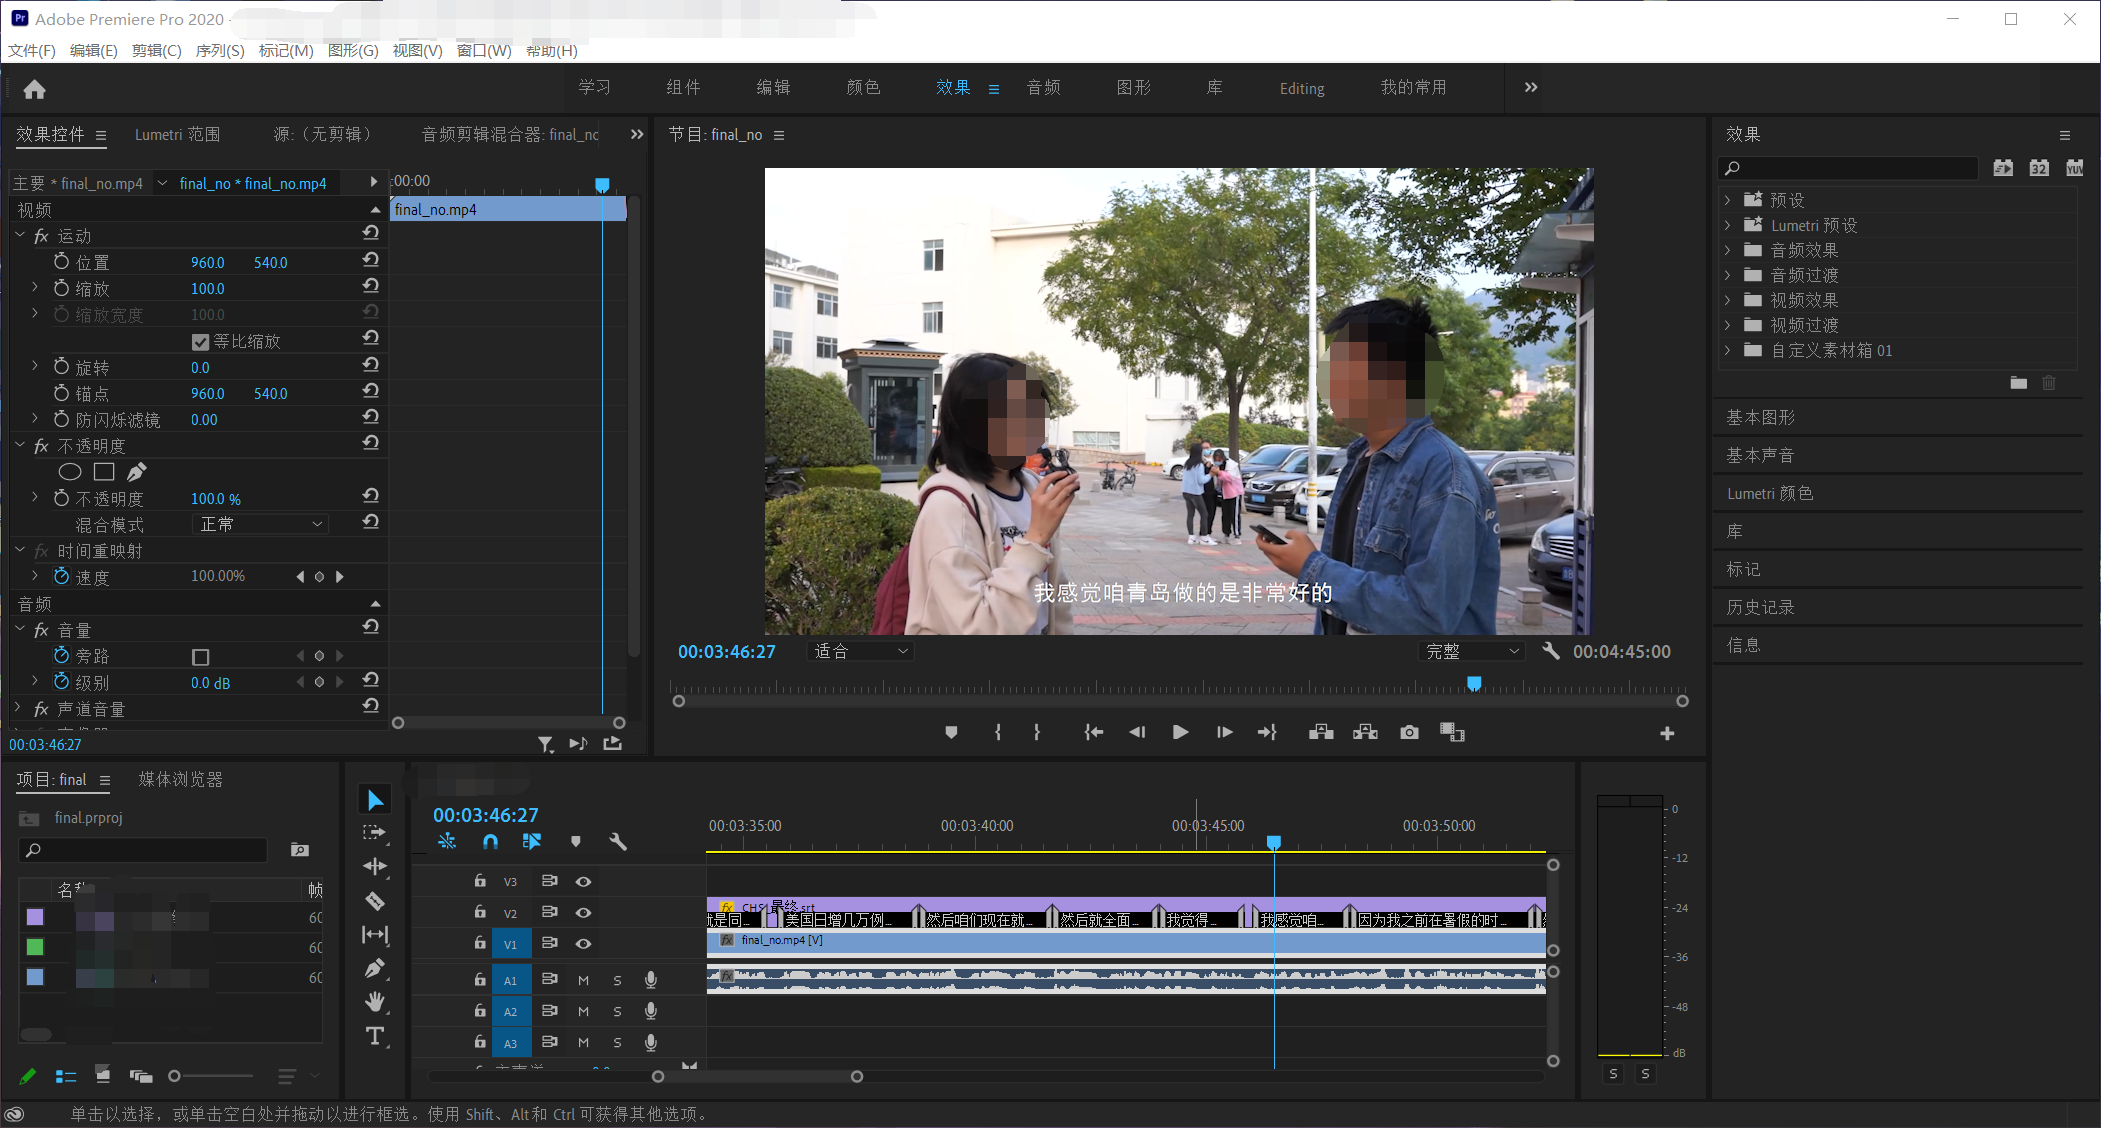 Adobe Premiere Pro 2020 -
文件(F) 编辑(E) 剪辑(C) 序列(S) 标记(M) 图形(G) 视图(V) 窗口(W) 帮助(H)
学习 组件 编辑 颜色 效果 音频 图形 库 Editing 我的常用
效果控件 Lumetri 范围 源:（无剪辑） 音频剪辑混合器: final_no
主要 * final_no.mp4 final_no * final_no.mp4 :00:00
视频 final_no.mp4
fx 运动
位置 960.0 540.0
缩放 100.0
缩放宽度 100.0
等比缩放
旋转 0.0
锚点 960.0 540.0
防闪烁滤镜 0.00
fx 不透明度
不透明度 100.0 %
混合模式 正常
fx 时间重映射
速度 100.00%
音频
fx 音量
旁路
级别 0.0 dB
fx 声道音量
00:03:46:27
节目: final_no
我感觉咱青岛做的是非常好的
00:03:46:27 适合 完整 00:04:45:00
效果
32 YUV
预设
Lumetri 预设
音频效果
音频过渡
视频效果
视频过渡
自定义素材箱 01
基本图形
基本声音
Lumetri 颜色
库
标记
历史记录
信息
项目: final 媒体浏览器
final.prproj
帧
60
60
60
T
00:03:46:27
00:03:35:00 00:03:40:00 00:03:45:00 00:03:50:00
V3
V2 fx
就是同... 美国日增几万例... 然后咱们现在就... 然后就全面... 我觉得... 我感觉咱... 因为我之前在暑假的时...
V1 fx final_no.mp4 [V]
A1 M S fx
A2 M S
A3 M S
0
-12
-24
-36
-48
dB
S S
单击以选择，或单击空白处并拖动以进行框选。使用 Shift、Alt 和 Ctrl 可获得其他选项。